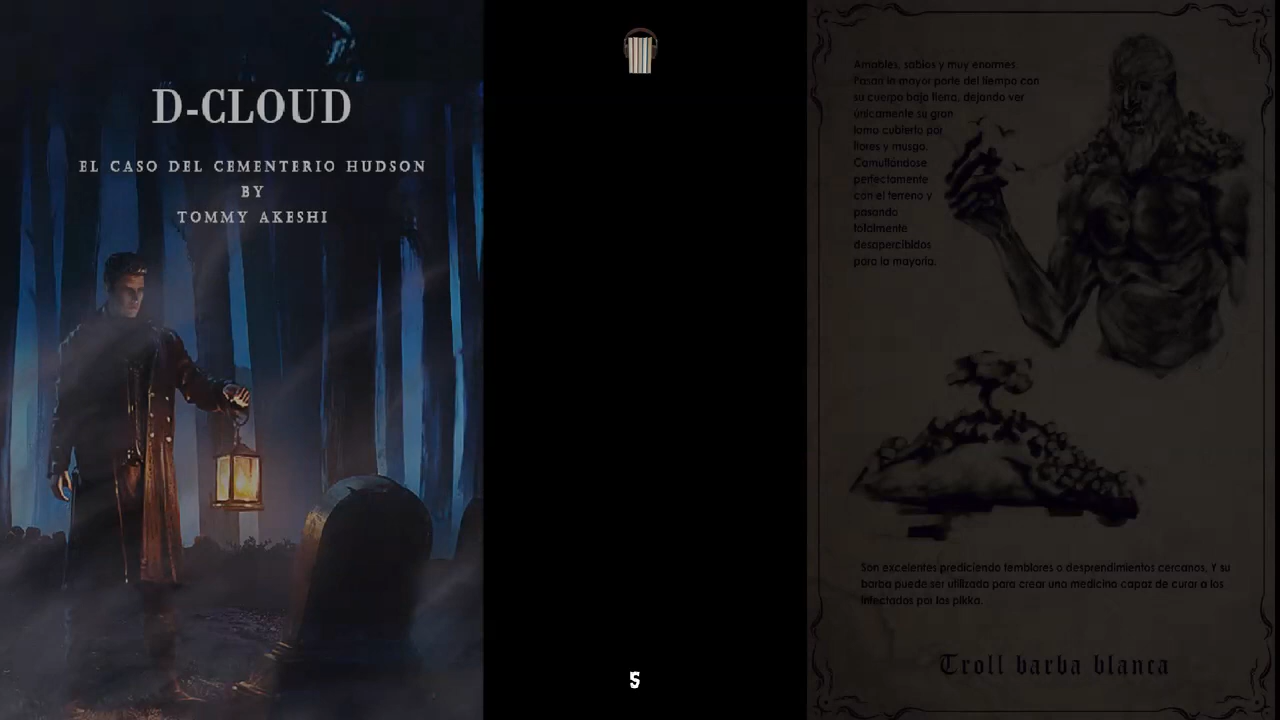 D-CLOUD
EL CASO DEL CEMENTERIO HUDSON
BY
TOMMY AKESHI
5
Amables, sabios y muy enormes.
Pasan la mayor parte del tiempo con
su cuerpo bajo tierra, dejando ver
únicamente su gran
lomo cubierto por
flores y musgo.
Camuflándose
perfectamente
con el terreno y
pasando
totalmente
desapercibidos
para la mayoría.
Son excelentes prediciendo temblores o desprendimientos cercanos. Y su
barba puede ser utilizada para crear una medicina capaz de curar a los
infectados por las pikka.
Troll barba blanca